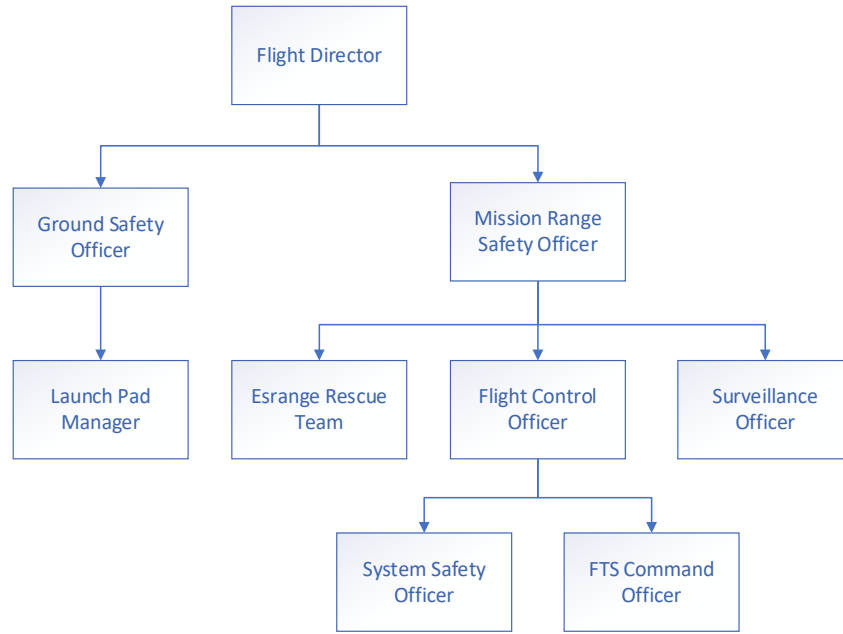 Flight Director
Ground Safety
Officer
Mission Range
Safety Officer
Launch Pad
Manager
Esrange Rescue
Team
Flight Control
Officer
Surveillance
Officer
System Safety
Officer
FTS Command
Officer